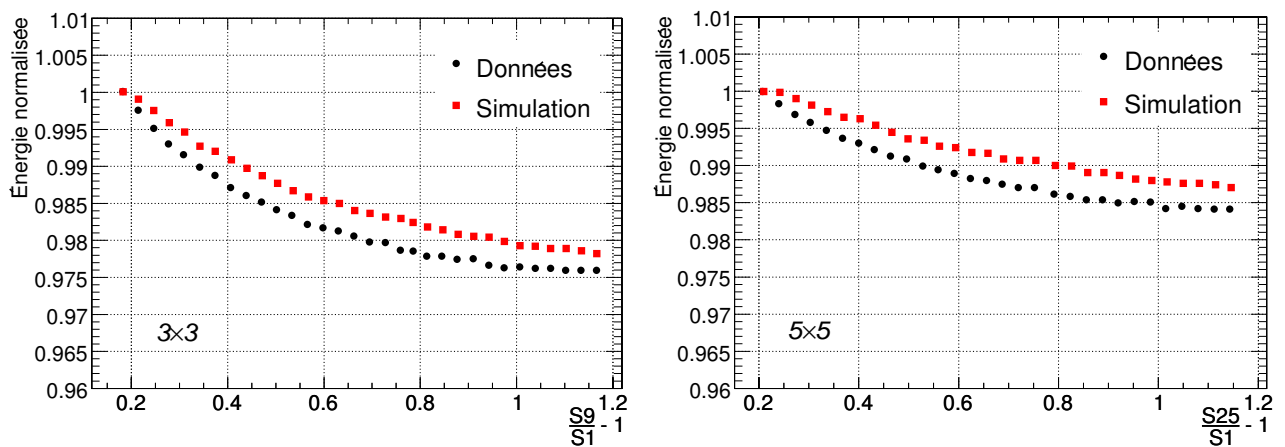 Énergie normalisée
1.01
1.005
1
0.995
0.99
0.985
0.98
0.975
0.97
0.965
0.96
Données
Simulation
3×3
0.2 0.4 0.6 0.8 1 1.2
S9/S1 - 1
Énergie normalisée
1.01
1.005
1
0.995
0.99
0.985
0.98
0.975
0.97
0.965
0.96
Données
Simulation
5×5
0.2 0.4 0.6 0.8 1 1.2
S25/S1 - 1